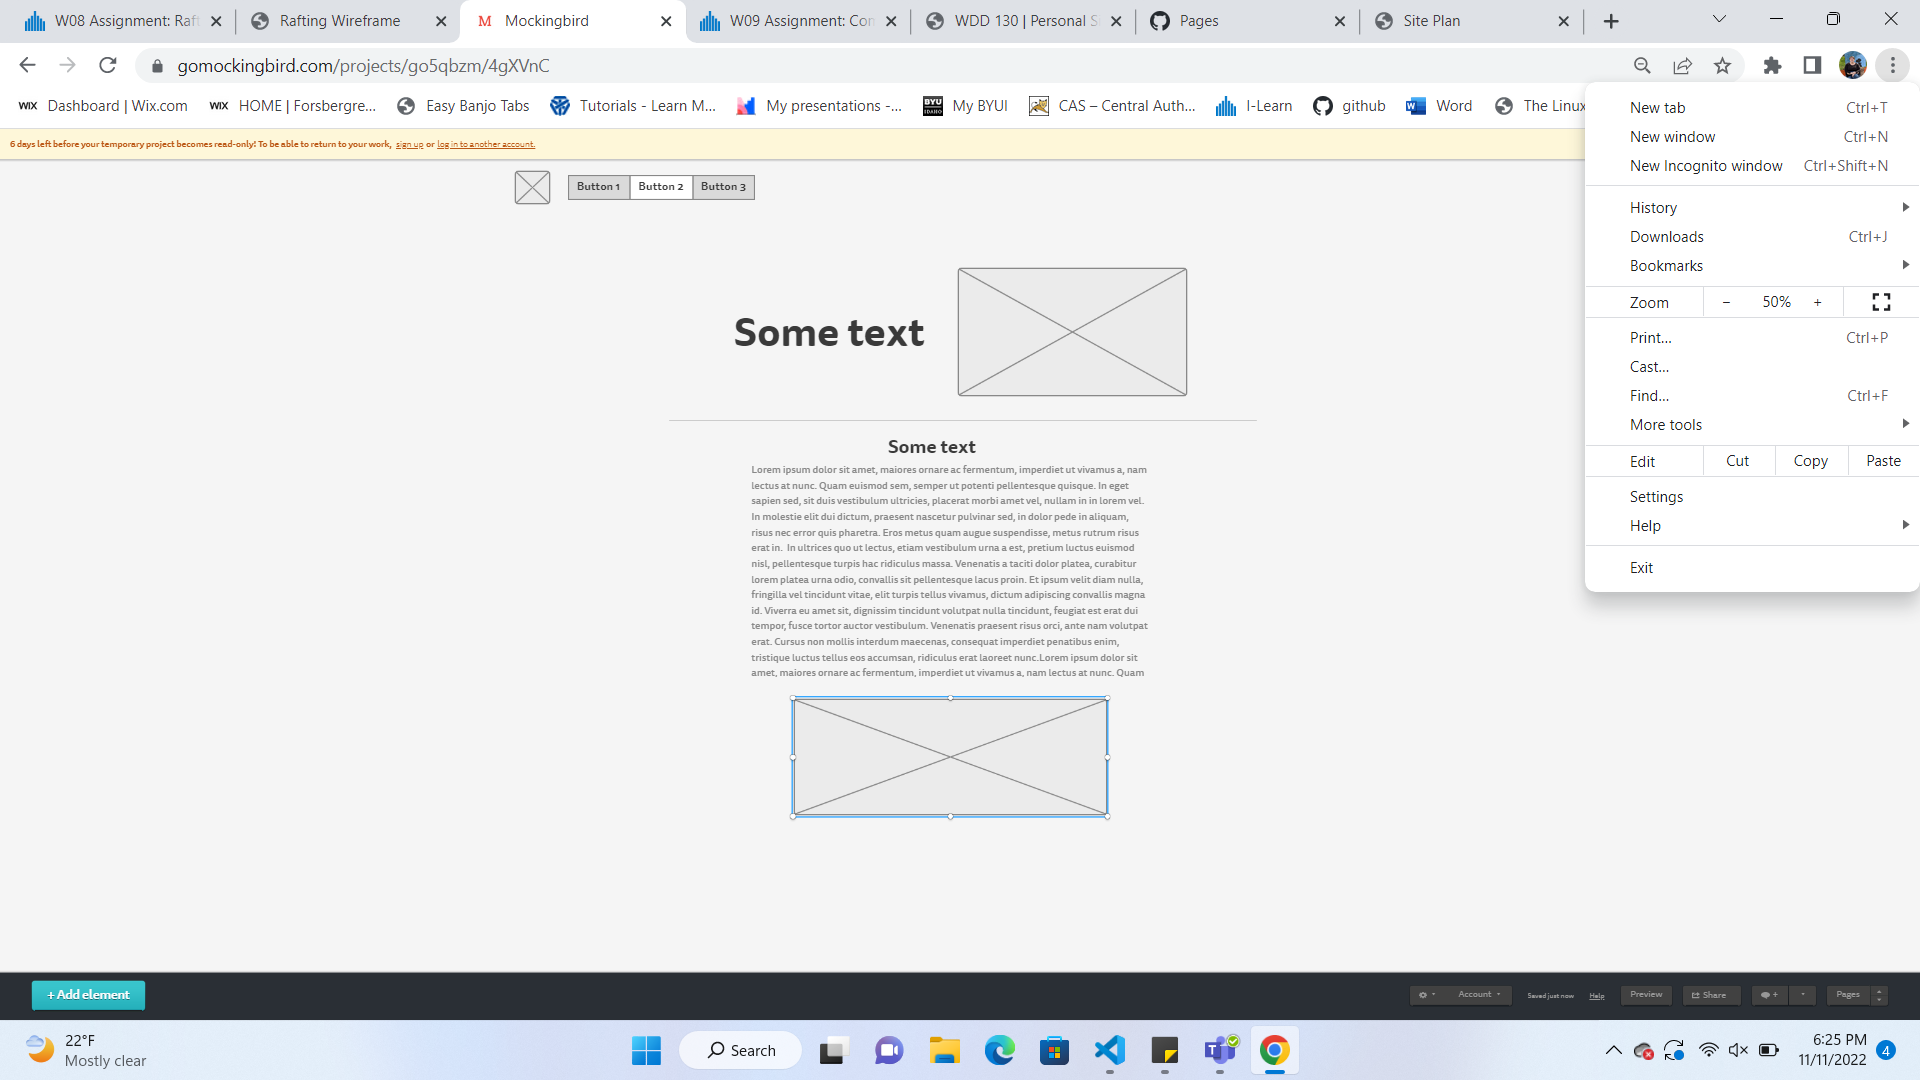 W08 Assignment: Raft
Rafting Wireframe
M Mockingbird
W09 Assignment: Con
WDD 130 | Personal S
Pages
Site Plan
gomockingbird.com/projects/go5qbzm/4gXVnC
WIX Dashboard | Wix.com
WIX HOME | Forsbergre...
Easy Banjo Tabs
Tutorials - Learn M...
My presentations -...
BYU IDAHO My BYUI
CAS – Central Auth...
I-Learn
github
W Word
The Linux
6 days left before your temporary project becomes read-only! To be able to return to your work, sign up or log in to another account.
Button 1 Button 2 Button 3
Some text
Some text
Lorem ipsum dolor sit amet, maiores ornare ac fermentum, imperdiet ut vivamus a, nam
lectus at nunc. Quam euismod sem, semper ut potenti pellentesque quisque. In eget
sapien sed, sit duis vestibulum ultricies, placerat morbi amet vel, nullam in in lorem vel.
In molestie elit dui dictum, praesent nascetur pulvinar sed, in dolor pede in aliquam,
risus nec error quis pharetra. Eros metus quam augue suspendisse, metus rutrum risus
erat in. In ultrices quo ut lectus, etiam vestibulum urna a est, pretium luctus euismod
nisl, pellentesque turpis hac ridiculus massa. Venenatis a taciti dolor platea, curabitur
lorem platea urna odio, convallis sit pellentesque lacus proin. Et ipsum velit diam nulla,
fringilla vel tincidunt vitae, elit turpis tellus vivamus, dictum adipiscing convallis magna
id. Viverra eu amet sit, dignissim tincidunt volutpat nulla tincidunt, feugiat est erat dui
tempor, fusce tortor auctor vestibulum. Venenatis praesent risus orci, ante nam volutpat
erat. Cursus non mollis interdum maecenas, consequat imperdiet penatibus enim,
tristique luctus tellus eos accumsan, ridiculus erat laoreet nunc.Lorem ipsum dolor sit
amet, maiores ornare ac fermentum, imperdiet ut vivamus a, nam lectus at nunc. Quam
New tab Ctrl+T
New window Ctrl+N
New Incognito window Ctrl+Shift+N
History
Downloads Ctrl+J
Bookmarks
Zoom − 50% +
Print... Ctrl+P
Cast...
Find... Ctrl+F
More tools
Edit Cut Copy Paste
Settings
Help
Exit
+ Add element
Account
Saved just now
Help
Preview
Share
+
Pages
22°F
Mostly clear
Search
6:25 PM
11/11/2022
4